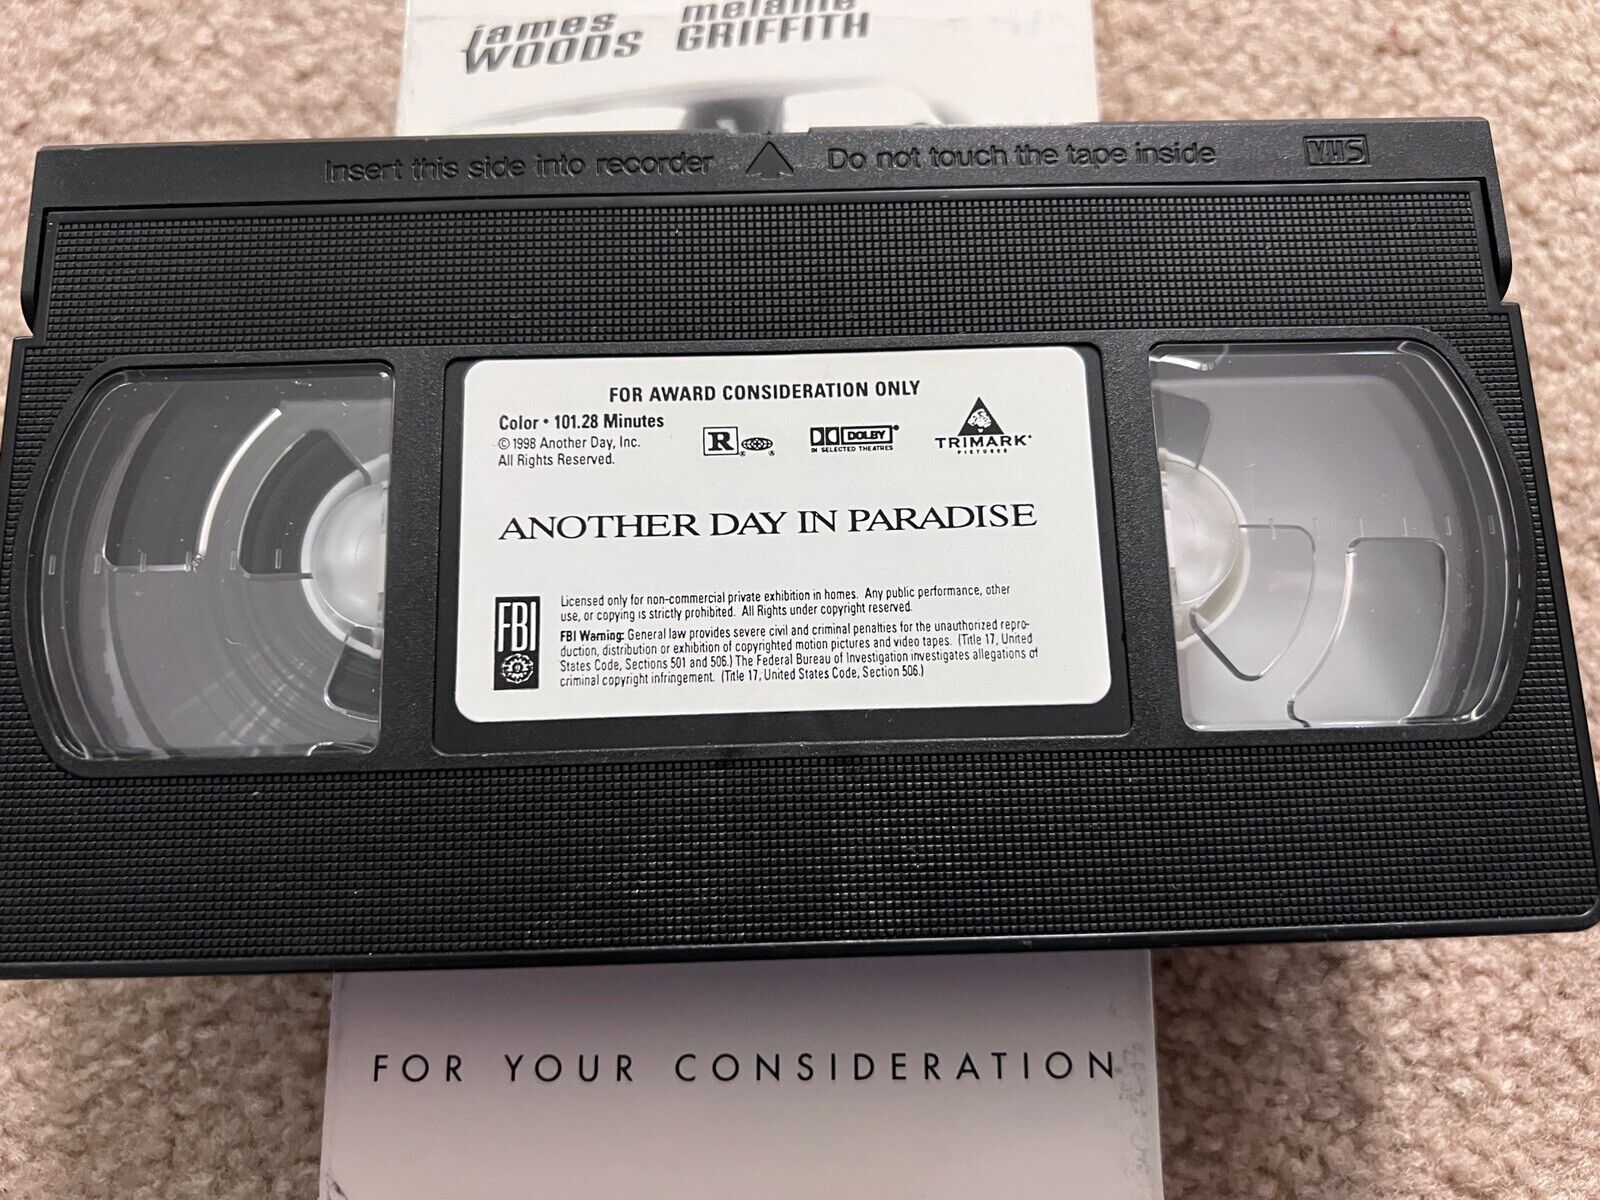 james melanie
WOODS GRIFFITH
Insert this side into recorder Do not touch the tape inside VHS
FOR AWARD CONSIDERATION ONLY
Color • 101.28 Minutes
© 1998 Another Day, Inc.
All Rights Reserved.
R
DOLBY
IN SELECTED THEATRES
TRIMARK
PICTURES
ANOTHER DAY IN PARADISE
FBI
Licensed only for non-commercial private exhibition in homes. Any public performance, other
use, or copying is strictly prohibited. All Rights under copyright reserved.
FBI Warning: General law provides severe civil and criminal penalties for the unauthorized repro-
duction, distribution or exhibition of copyrighted motion pictures and video tapes. (Title 17, United
States Code, Sections 501 and 506.) The Federal Bureau of Investigation investigates allegations of
criminal copyright infringement. (Title 17, United States Code, Section 506.)
FOR YOUR CONSIDERATION